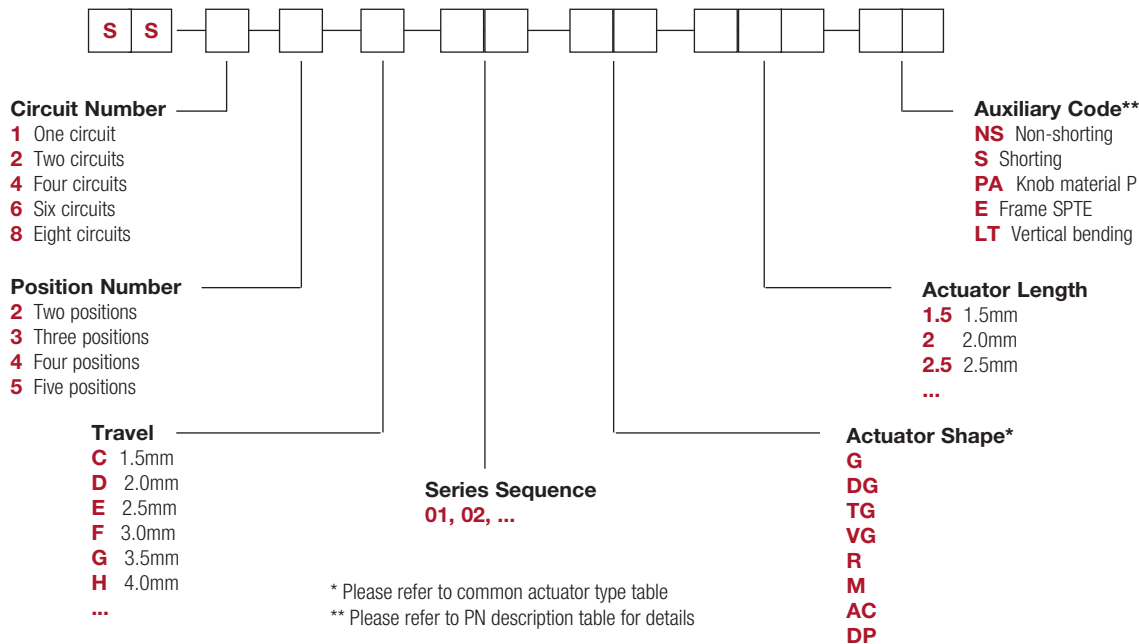 S S
Circuit Number
1 One circuit
2 Two circuits
4 Four circuits
6 Six circuits
8 Eight circuits
Position Number
2 Two positions
3 Three positions
4 Four positions
5 Five positions
Travel
C 1.5mm
D 2.0mm
E 2.5mm
F 3.0mm
G 3.5mm
H 4.0mm
...
Series Sequence
01, 02, ...
Actuator Shape*
G
DG
TG
VG
R
M
AC
DP
Actuator Length
1.5 1.5mm
2 2.0mm
2.5 2.5mm
...
Auxiliary Code**
NS Non-shorting
S Shorting
PA Knob material P
E Frame SPTE
LT Vertical bending
* Please refer to common actuator type table
** Please refer to PN description table for details